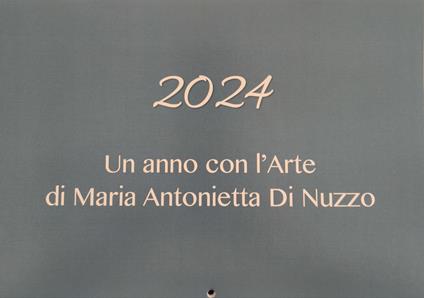 2024
Un anno con l'Arte
di Maria Antonietta Di Nuzzo